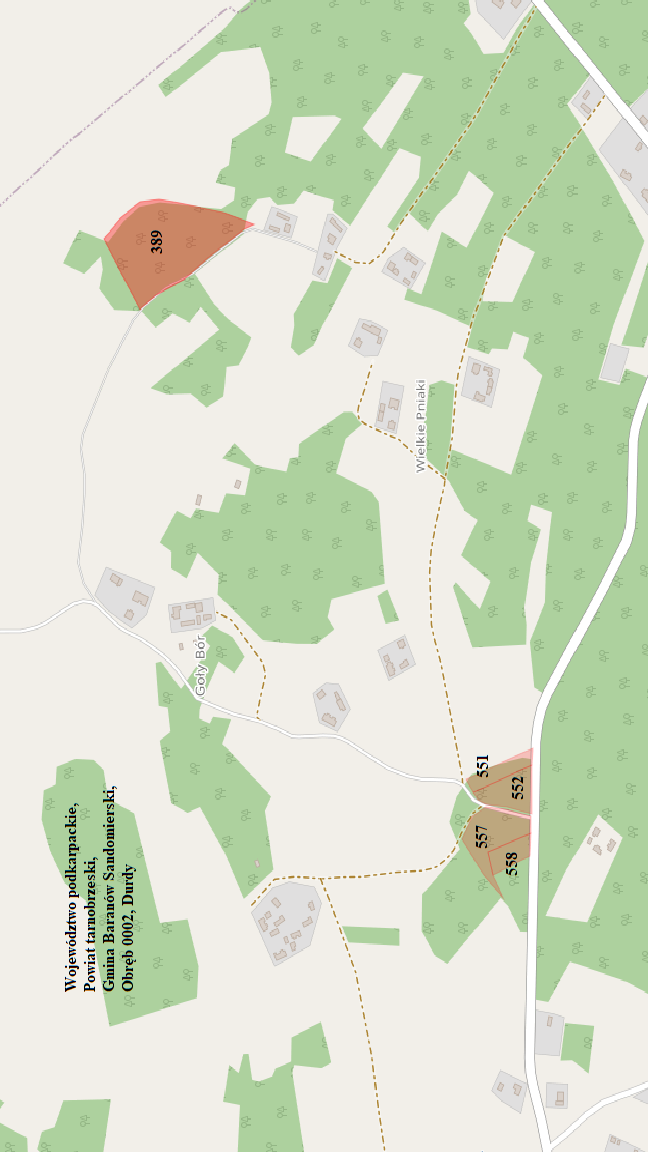 Województwo podkarpackie,
Powiat tarnobrzeski,
Gmina Baranów Sandomierski,
Obręb 0002, Durdy
389
Wielkie Pniaki
Goły Bór
551
552
557
558